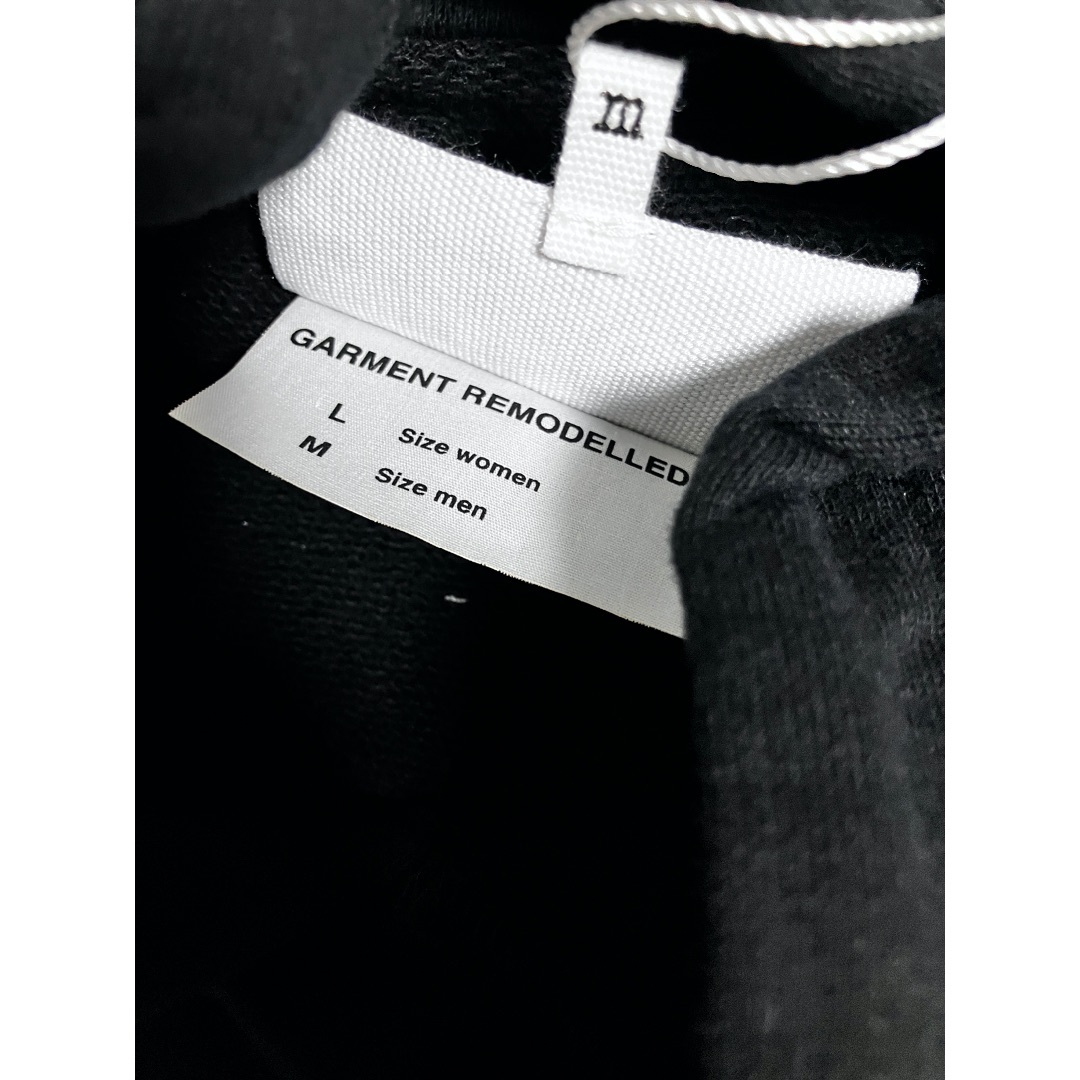 m
GARMENT REMODELLED
L Size women
M Size men